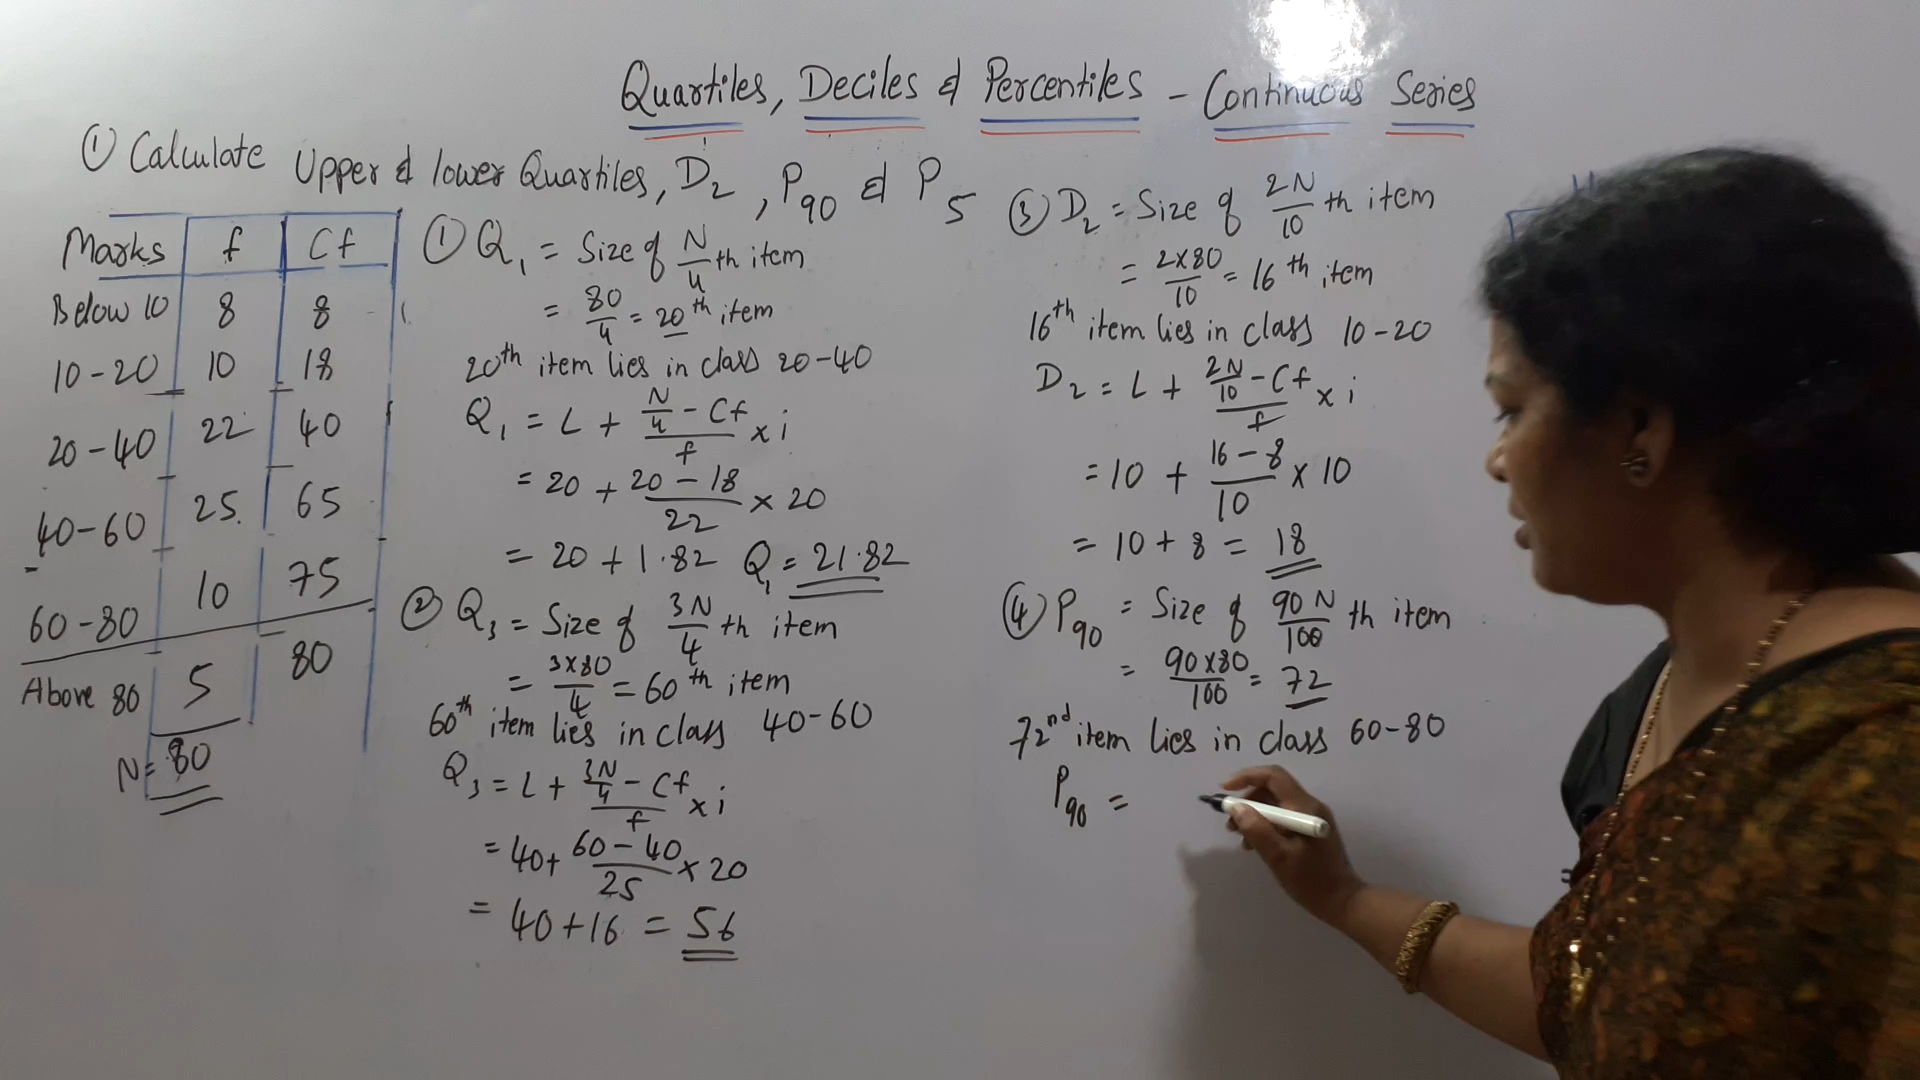 Quartiles, Deciles & Percentiles - Continuous Series
① Calculate Upper & lower Quartiles, D2, P90 & P5
Marks f Cf
Below 10 8 8
10-20 10 18
20-40 22 40
40-60 25 65
60-80 10 75
Above 80 5 80
N = 80
① Q1 = Size of N/4 th item
= 80/4 = 20th item
20th item lies in class 20-40
Q1 = L + (N/4 - Cf)/f x i
= 20 + (20 - 18)/22 x 20
= 20 + 1.82 Q1 = 21.82
② Q3 = Size of 3N/4 th item
= 3x80/4 = 60th item
60th item lies in class 40-60
Q3 = L + (3N/4 - Cf)/f x i
= 40 + (60 - 40)/25 x 20
= 40 + 16 = 56
③ D2 = Size of 2N/10 th item
= 2x80/10 = 16th item
16th item lies in class 10-20
D2 = L + (2N/10 - Cf)/f x i
= 10 + (16 - 8)/10 x 10
= 10 + 8 = 18
④ P90 = Size of 90N/100 th item
= 90x80/100 = 72
72nd item lies in class 60-80
P90 =